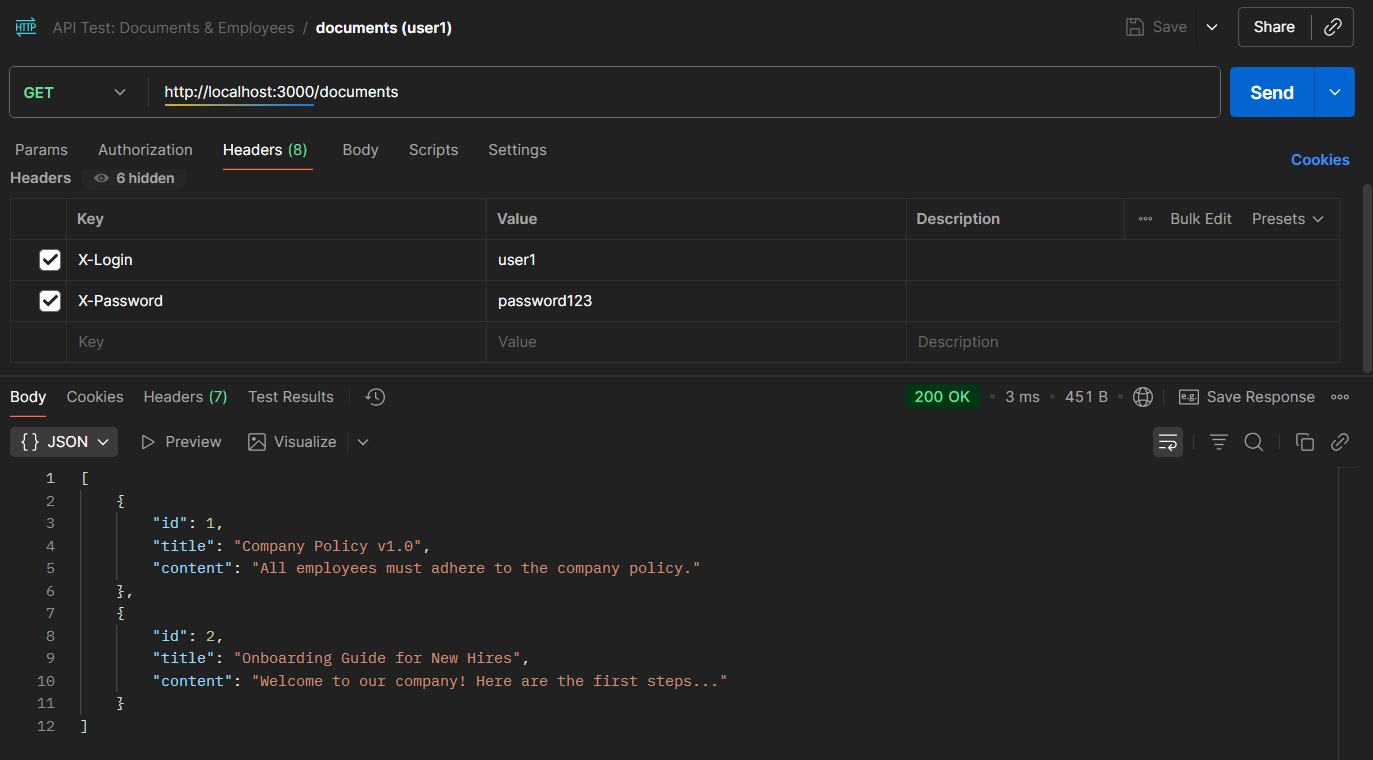 HTTP API Test: Documents & Employees / documents (user1) Save Share
GET http://localhost:3000/documents Send
Params Authorization Headers (8) Body Scripts Settings Cookies
Headers 6 hidden
Key Value Description Bulk Edit Presets
X-Login user1
X-Password password123
Key Value Description
Body Cookies Headers (7) Test Results 200 OK • 3 ms • 451 B • e.g. Save Response
{} JSON Preview Visualize
1 [
2 {
3 "id": 1,
4 "title": "Company Policy v1.0",
5 "content": "All employees must adhere to the company policy."
6 },
7 {
8 "id": 2,
9 "title": "Onboarding Guide for New Hires",
10 "content": "Welcome to our company! Here are the first steps..."
11 }
12 ]